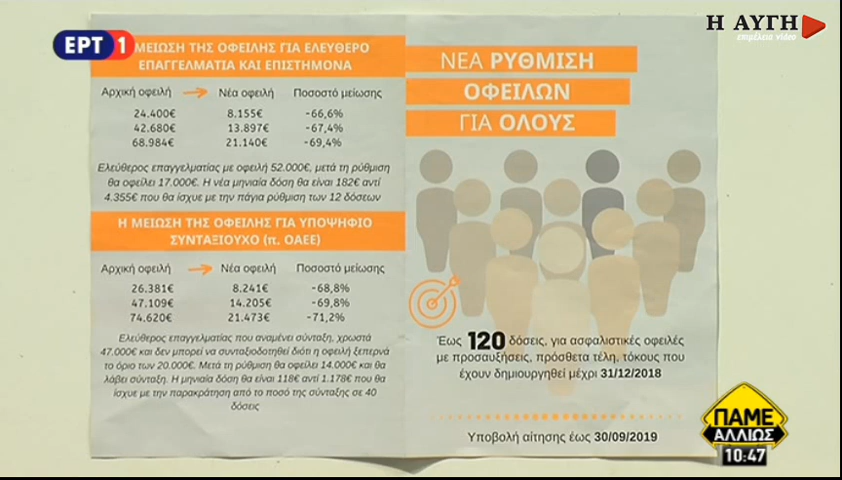 ΕΡΤ 1
Η ΑΥΓΗ
επιμέλεια video
ΜΕΙΩΣΗ ΤΗΣ ΟΦΕΙΛΗΣ ΓΙΑ ΕΛΕΥΘΕΡΟ
ΕΠΑΓΓΕΛΜΑΤΙΑ ΚΑΙ ΕΠΙΣΤΗΜΟΝΑ
Αρχική οφειλή Νέα οφειλή Ποσοστό μείωσης
24.400€ 8.155€ -66,6%
42.680€ 13.897€ -67,4%
68.984€ 21.140€ -69,4%
Ελεύθερος επαγγελματίας με οφειλή 52.000€, μετά τη ρύθμιση
θα οφείλει 17.000€. Η νέα μηνιαία δόση θα είναι 182€ αντί
4.355€ που θα ίσχυε με την πάγια ρύθμιση των 12 δόσεων
Η ΜΕΙΩΣΗ ΤΗΣ ΟΦΕΙΛΗΣ ΓΙΑ ΥΠΟΨΗΦΙΟ
ΣΥΝΤΑΞΙΟΥΧΟ (π. ΟΑΕΕ)
Αρχική οφειλή Νέα οφειλή Ποσοστό μείωσης
26.381€ 8.241€ -68,8%
47.109€ 14.205€ -69,8%
74.620€ 21.473€ -71,2%
Ελεύθερος επαγγελματίας που αναμένει σύνταξη, χρωστά
47.000€ και δεν μπορεί να συνταξιοδοτηθεί διότι η οφειλή ξεπερνά
το όριο των 20.000€. Μετά τη ρύθμιση θα οφείλει 14.000€ και θα
λάβει σύνταξη. Η μηνιαία δόση θα είναι 118€ αντί 1.178€ που θα
ίσχυε με την παρακράτηση από το ποσό της σύνταξης σε 40
δόσεις
ΝΕΑ ΡΥΘΜΙΣΗ
ΟΦΕΙΛΩΝ
ΓΙΑ ΟΛΟΥΣ
Έως 120 δόσεις, για ασφαλιστικές οφειλές
με προσαυξήσεις, πρόσθετα τέλη, τόκους που
έχουν δημιουργηθεί μέχρι 31/12/2018
Υποβολή αίτησης έως 30/09/2019
ΠΑΜΕ
ΑΛΛΙΩΣ
10:47